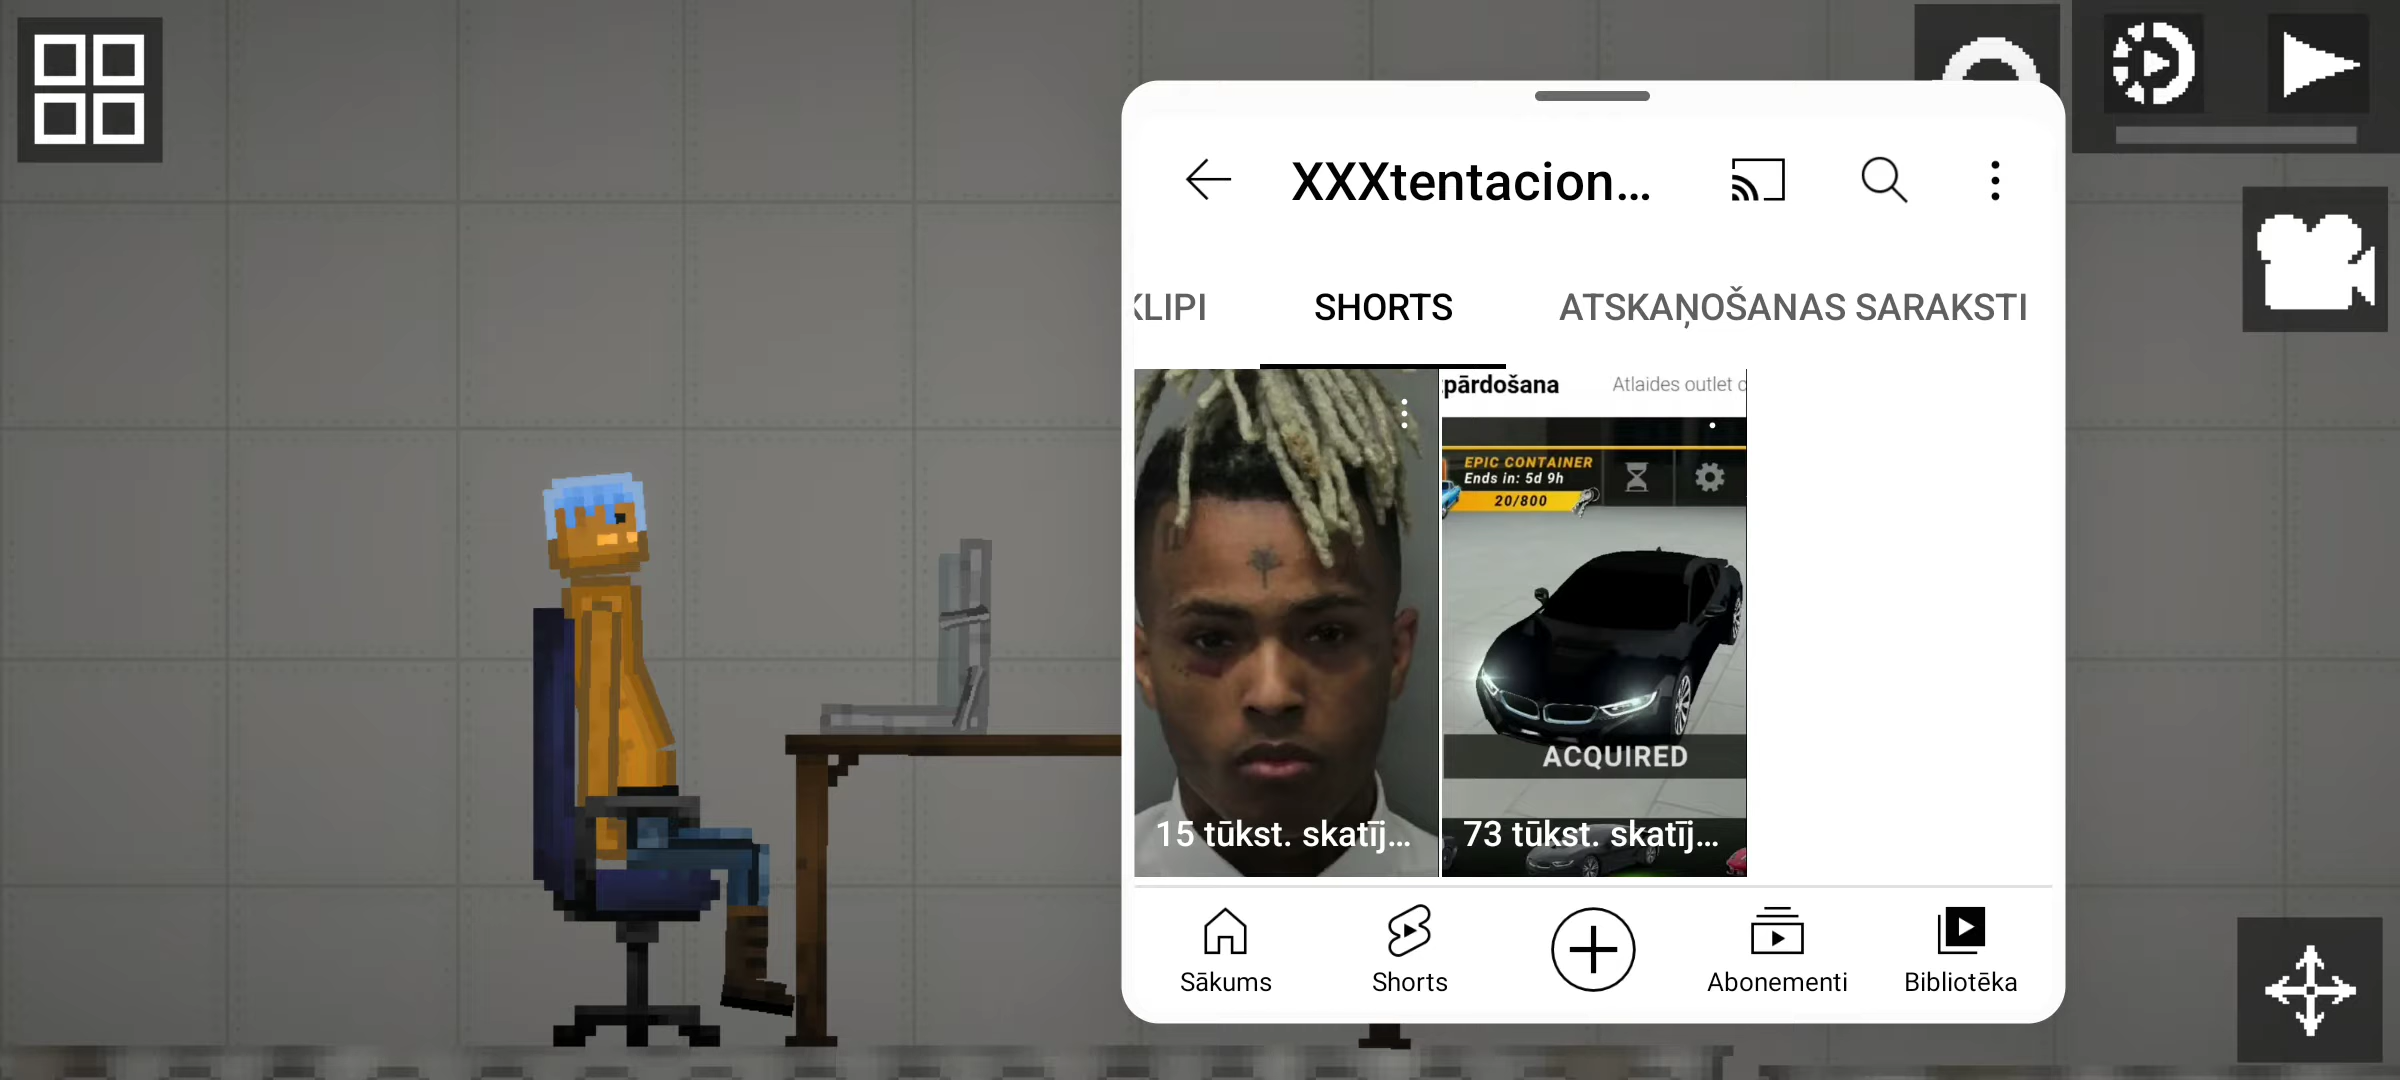 XXXtentacion...
KLIPI SHORTS ATSKAŅOŠANAS SARAKSTI
pārdošana Atlaides outlet c
EPIC CONTAINER
Ends in: 5d 9h
20/800
ACQUIRED
15 tūkst. skatīj...
73 tūkst. skatīj...
Sākums Shorts Abonementi Bibliotēka